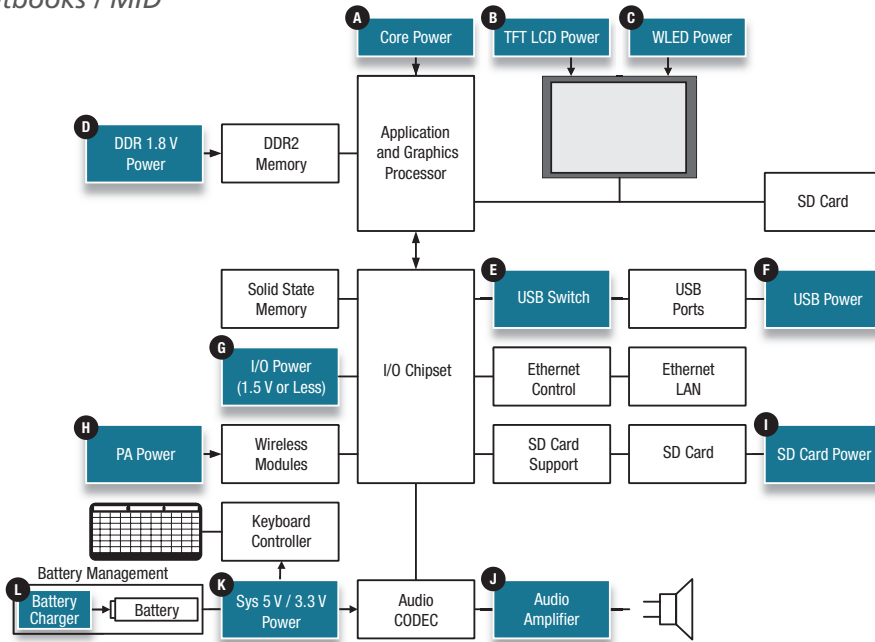 tbooks / MID
A
Core Power
B
TFT LCD Power
C
WLED Power
D
DDR 1.8 V
Power
DDR2
Memory
Application
and Graphics
Processor
SD Card
Solid State
Memory
E
USB Switch
USB
Ports
F
USB Power
G
I/O Power
(1.5 V or Less)
I/O Chipset
Ethernet
Control
Ethernet
LAN
H
PA Power
Wireless
Modules
SD Card
Support
SD Card
I
SD Card Power
Keyboard
Controller
Battery Management
L
Battery
Charger
Battery
K
Sys 5 V / 3.3 V
Power
Audio
CODEC
J
Audio
Amplifier